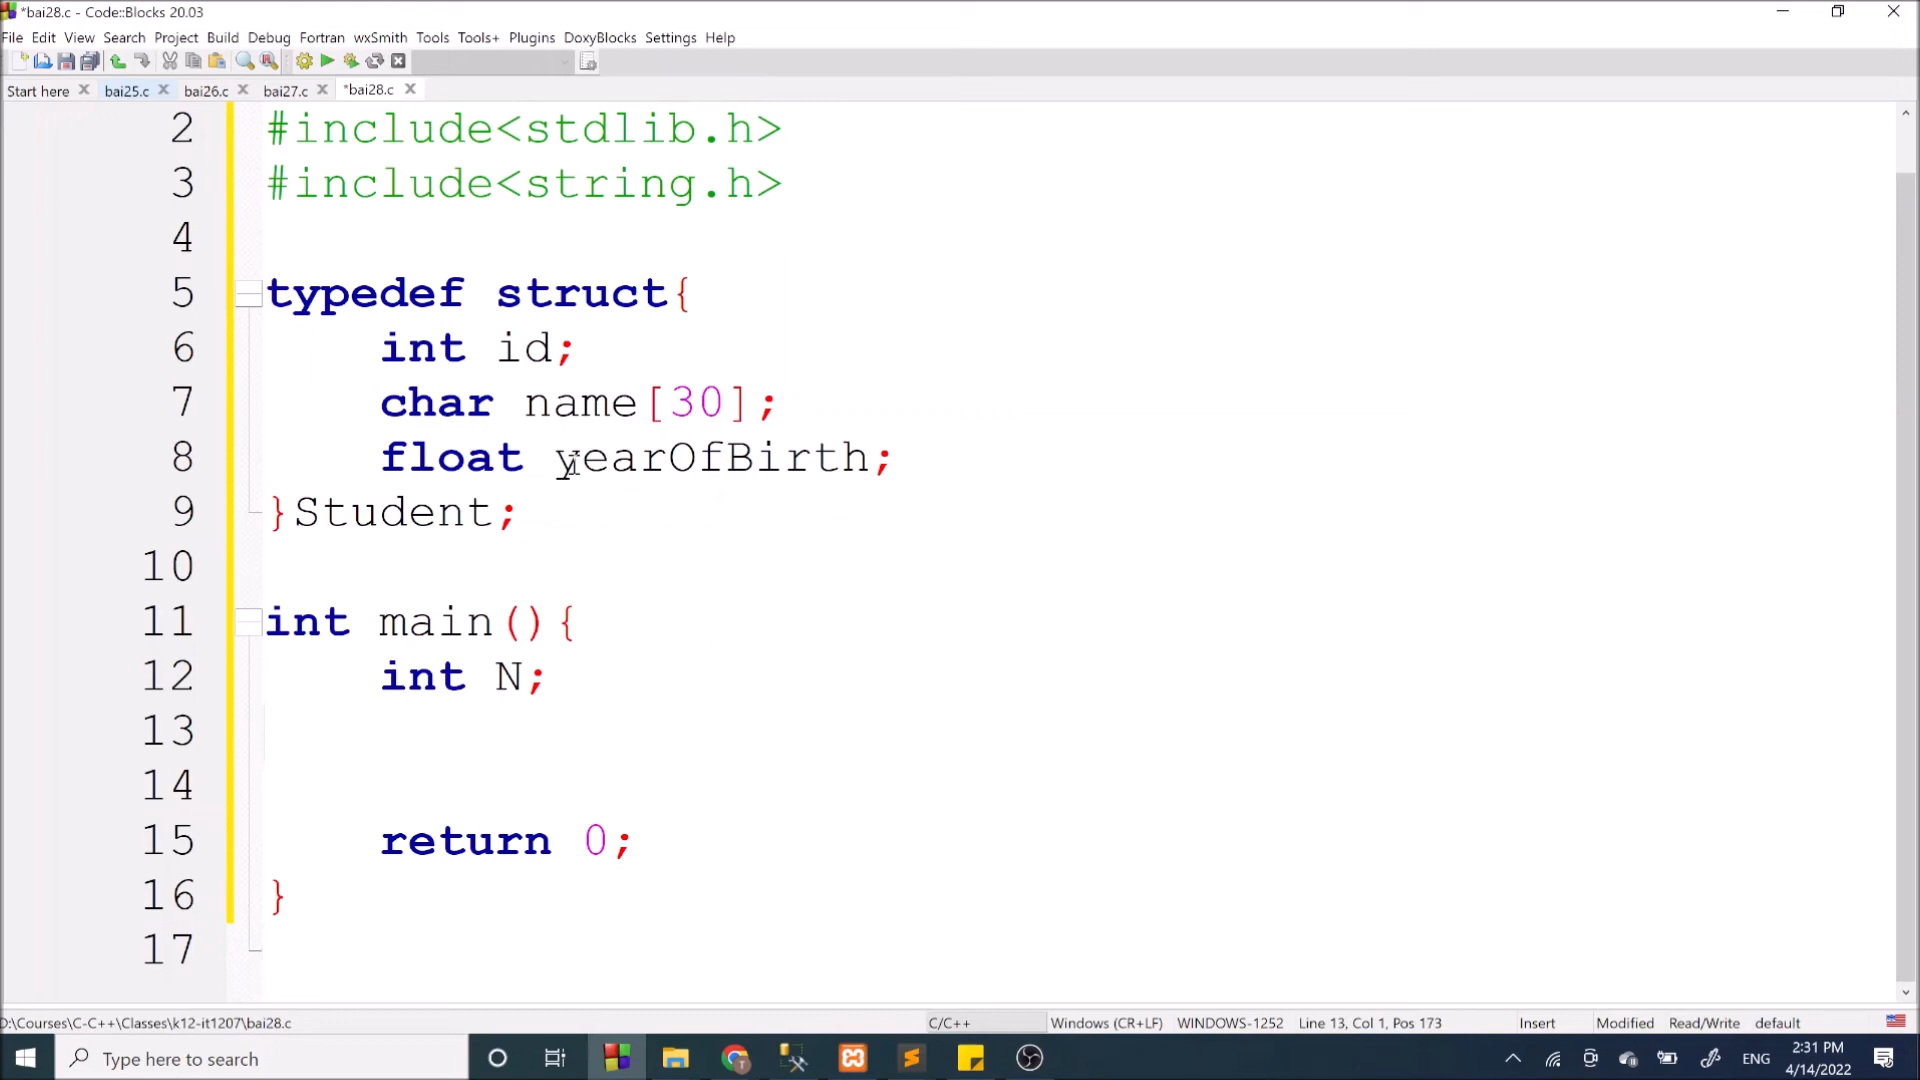 *bai28.c - Code::Blocks 20.03
File Edit View Search Project Build Debug Fortran wxSmith Tools Tools+ Plugins DoxyBlocks Settings Help
Start here bai25.c bai26.c bai27.c *bai28.c
2 #include<stdlib.h>
3 #include<string.h>
4
5 typedef struct{
6 int id;
7 char name[30];
8 float yearOfBirth;
9 }Student;
10
11 int main(){
12 int N;
13
14
15 return 0;
16 }
17
D:\Courses\C-C++\Classes\k12-it1207\bai28.c C/C++ Windows (CR+LF) WINDOWS-1252 Line 13, Col 1, Pos 173 Insert Modified Read/Write default
Type here to search ENG 2:31 PM
4/14/2022